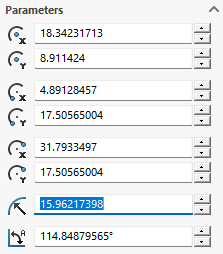 Parameters
X 18.34231713
Y 8.911424
X 4.89128457
Y 17.50565004
X 31.7933497
Y 17.50565004
15.96217398
A 114.84879565°